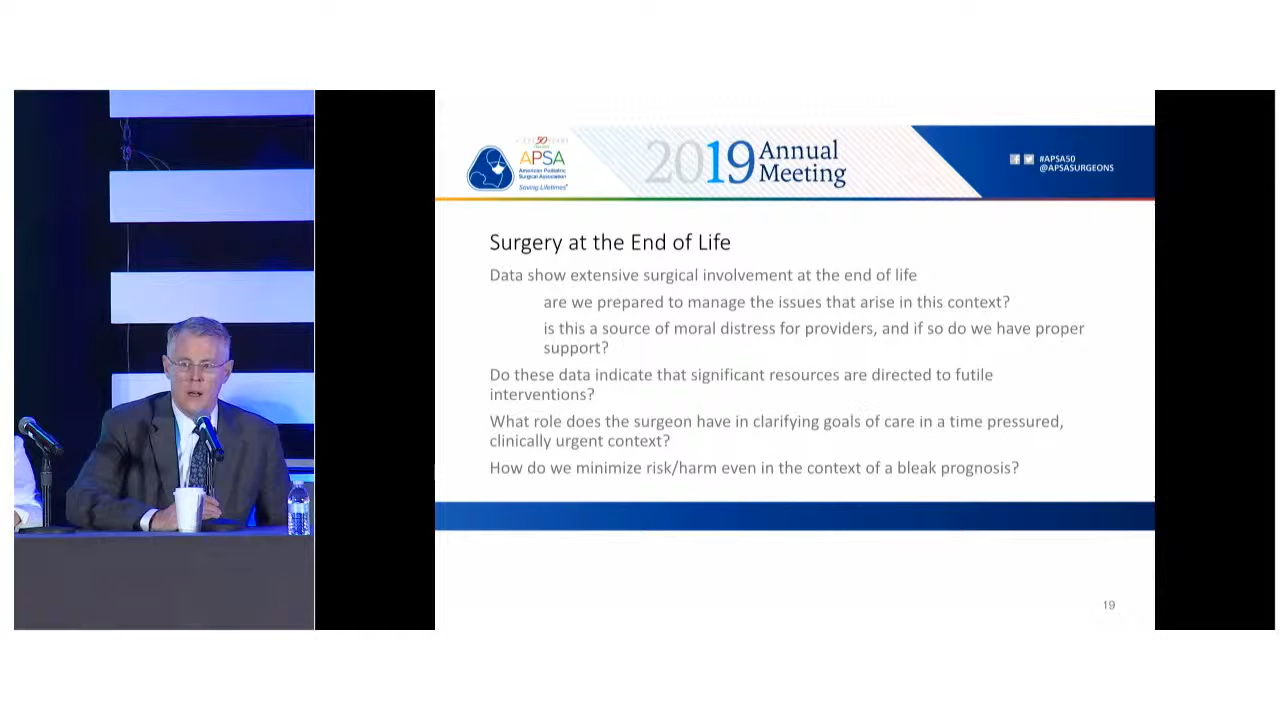 50
APSA
American Pediatric
Surgical Association
Saving Lifetimes
2019 Annual
Meeting
#APSA50
@APSASURGEONS
Surgery at the End of Life
Data show extensive surgical involvement at the end of life
are we prepared to manage the issues that arise in this context?
is this a source of moral distress for providers, and if so do we have proper
support?
Do these data indicate that significant resources are directed to futile
interventions?
What role does the surgeon have in clarifying goals of care in a time pressured,
clinically urgent context?
How do we minimize risk/harm even in the context of a bleak prognosis?
19